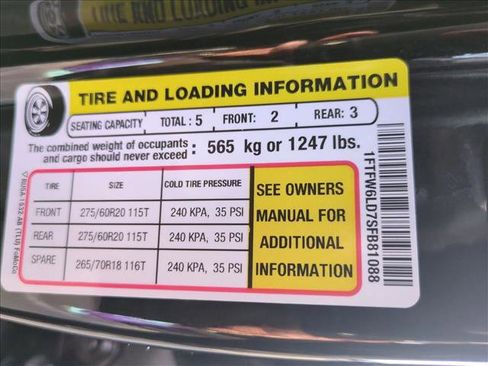 TIRE AND LOADING INFORMATION
SEATING CAPACITY TOTAL : 5 FRONT: 2 REAR: 3
The combined weight of occupants
and cargo should never exceed : 565 kg or 1247 lbs.
TIRE SIZE COLD TIRE PRESSURE
FRONT 275/60R20 115T 240 KPA, 35 PSI
REAR 275/60R20 115T 240 KPA, 35 PSI
SPARE 265/70R18 116T 240 KPA, 35 PSI
SEE OWNERS
MANUAL FOR
ADDITIONAL
INFORMATION
1FTFW6LD7SFB81088